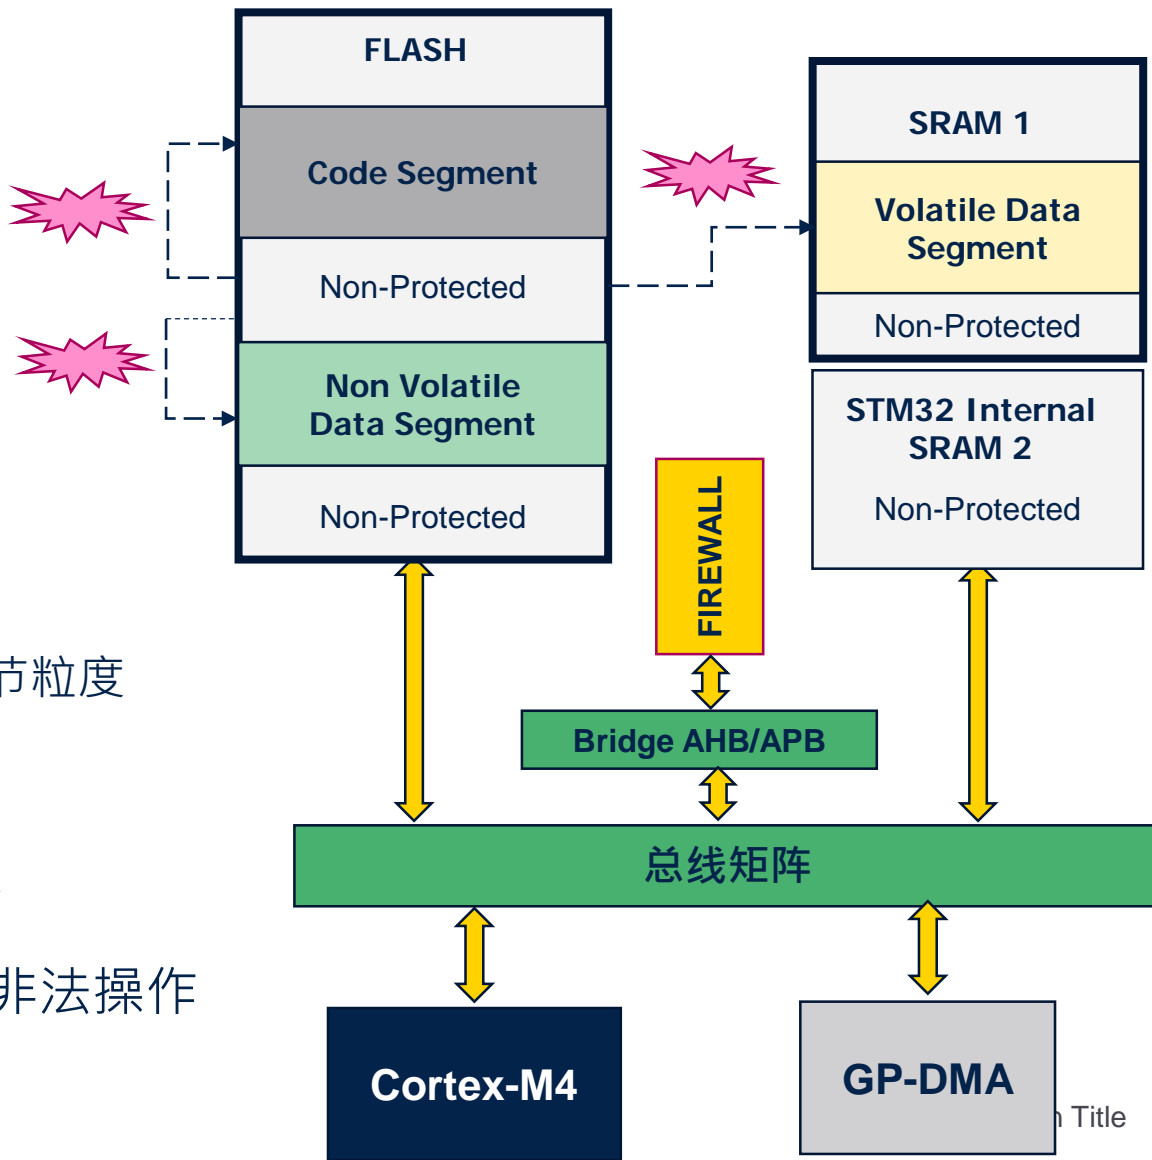 FLASH
Code Segment
Non-Protected
Non Volatile
Data Segment
Non-Protected
SRAM 1
Volatile Data
Segment
Non-Protected
STM32 Internal
SRAM 2
Non-Protected
FIREWALL
节粒度
Bridge AHB/APB
总线矩阵
非法操作
Cortex-M4
GP-DMA
Title